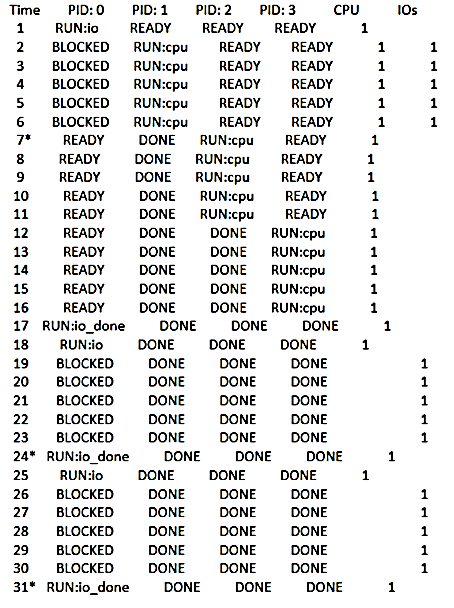 Time PID: 0 PID: 1 PID: 2 PID: 3 CPU IOs
1 RUN:io READY READY READY 1
2 BLOCKED RUN:cpu READY READY 1 1
3 BLOCKED RUN:cpu READY READY 1 1
4 BLOCKED RUN:cpu READY READY 1 1
5 BLOCKED RUN:cpu READY READY 1 1
6 BLOCKED RUN:cpu READY READY 1 1
7* READY DONE RUN:cpu READY 1
8 READY DONE RUN:cpu READY 1
9 READY DONE RUN:cpu READY 1
10 READY DONE RUN:cpu READY 1
11 READY DONE RUN:cpu READY 1
12 READY DONE DONE RUN:cpu 1
13 READY DONE DONE RUN:cpu 1
14 READY DONE DONE RUN:cpu 1
15 READY DONE DONE RUN:cpu 1
16 READY DONE DONE RUN:cpu 1
17 RUN:io_done DONE DONE DONE 1
18 RUN:io DONE DONE DONE 1
19 BLOCKED DONE DONE DONE 1
20 BLOCKED DONE DONE DONE 1
21 BLOCKED DONE DONE DONE 1
22 BLOCKED DONE DONE DONE 1
23 BLOCKED DONE DONE DONE 1
24* RUN:io_done DONE DONE DONE 1
25 RUN:io DONE DONE DONE 1
26 BLOCKED DONE DONE DONE 1
27 BLOCKED DONE DONE DONE 1
28 BLOCKED DONE DONE DONE 1
29 BLOCKED DONE DONE DONE 1
30 BLOCKED DONE DONE DONE 1
31* RUN:io_done DONE DONE DONE 1